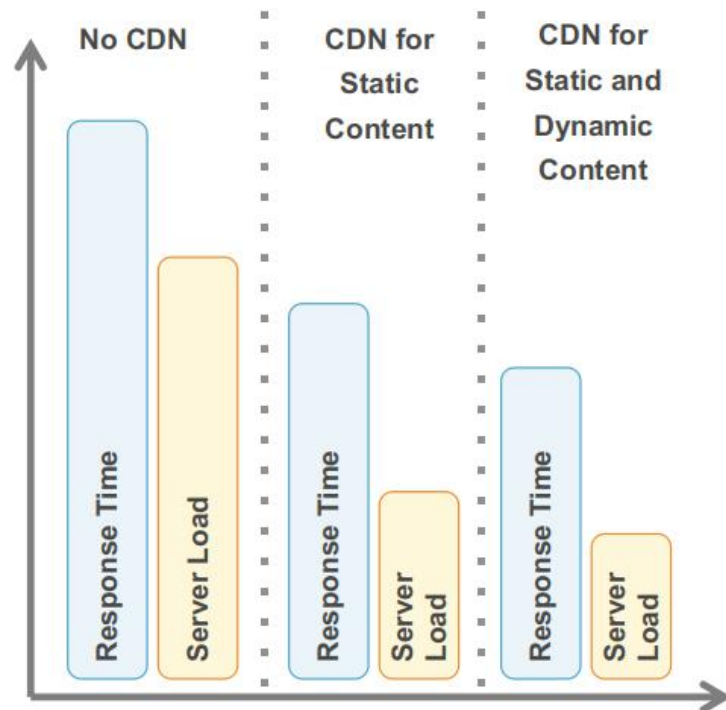 No CDN
CDN for
Static
Content
CDN for
Static and
Dynamic
Content
Response Time
Server Load
Response Time
Server
Load
Response Time
Server
Load